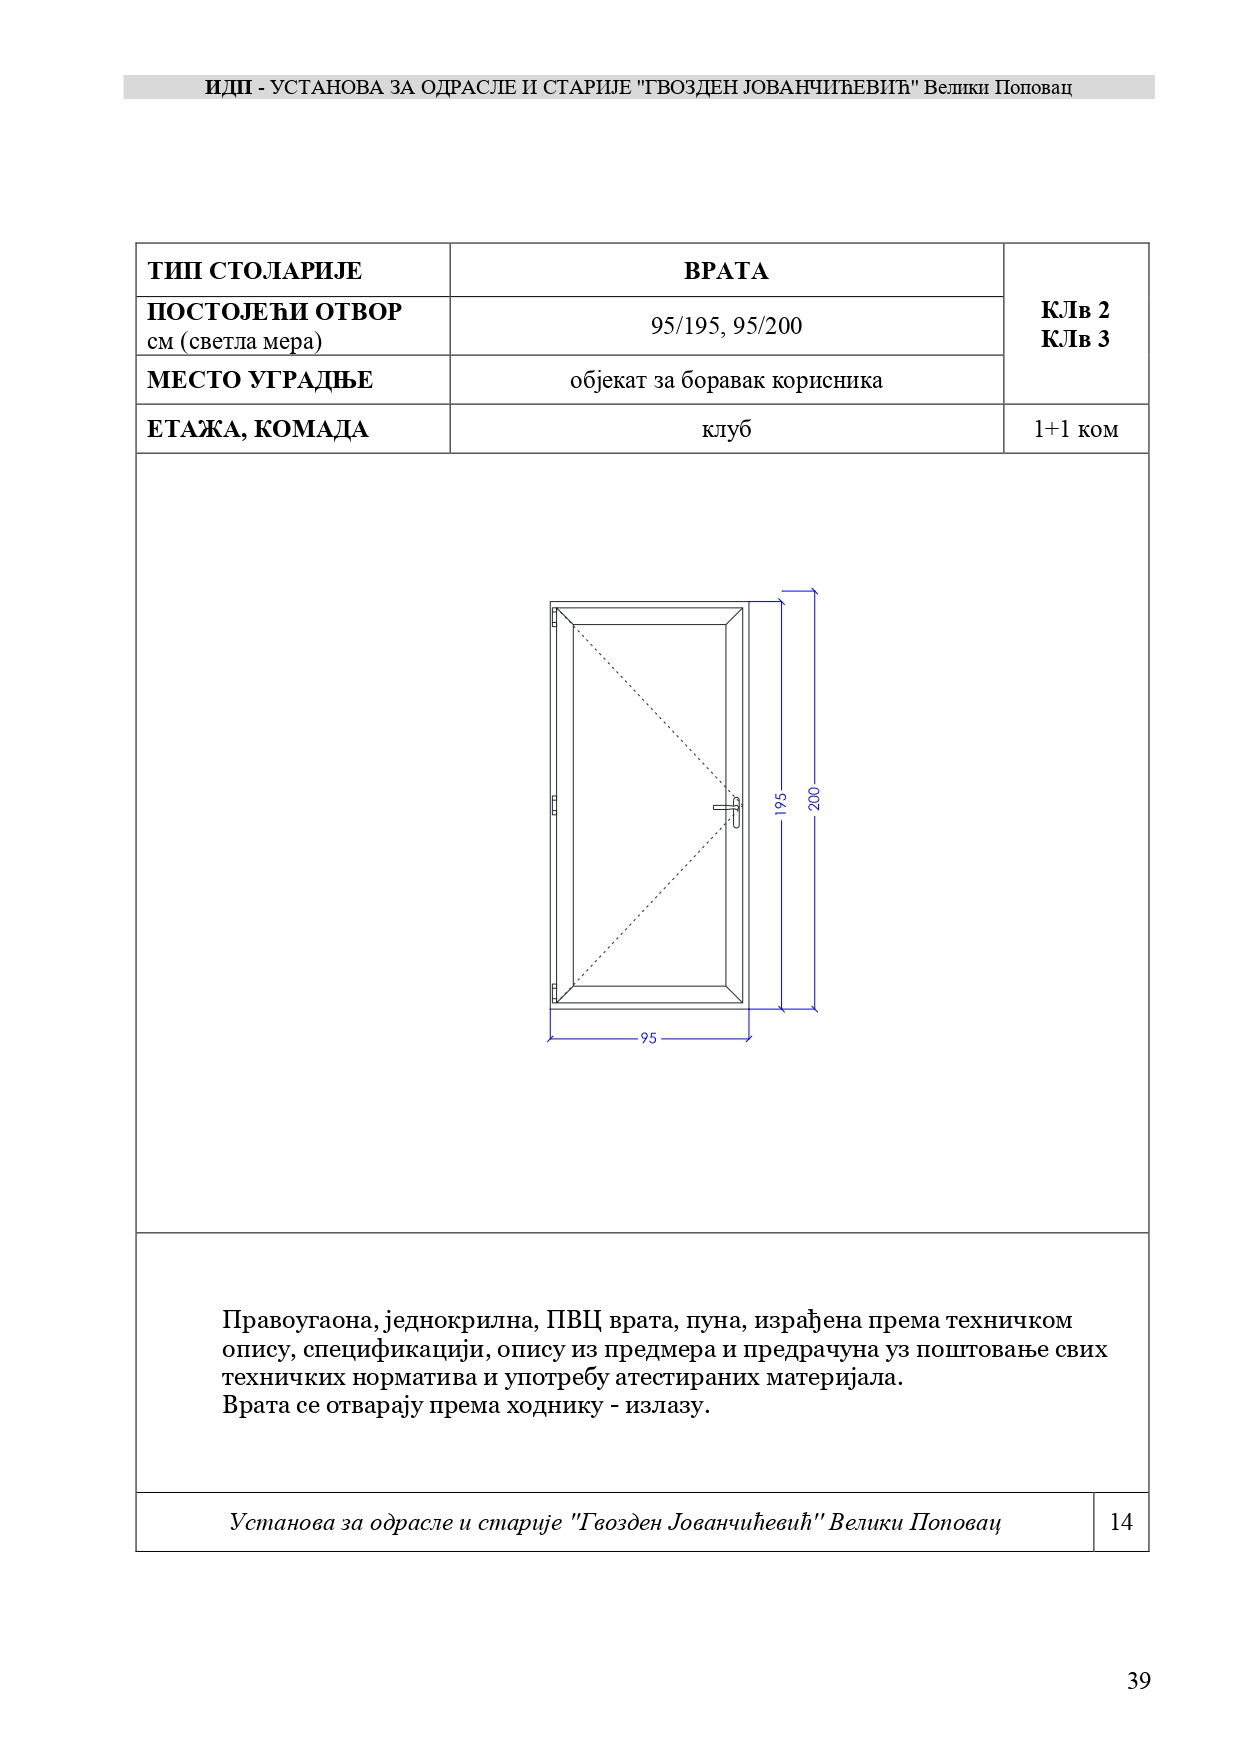 ИДП - УСТАНОВА ЗА ОДРАСЛЕ И СТАРИЈЕ "ГВОЗДЕН ЈОВАНЧИЋЕВИЋ" Велики Поповац
ТИП СТОЛАРИЈЕ
ВРАТА
КЛв 2
КЛв 3
ПОСТОЈЕЋИ ОТВОР
см (светла мера)
95/195, 95/200
МЕСТО УГРАДЊЕ
објекат за боравак корисника
ЕТАЖА, КОМАДА
клуб
1+1 ком
195
200
95
Правоугаона, једнокрилна, ПВЦ врата, пуна, израђена према техничком
опису, спецификацији, опису из предмера и предрачуна уз поштовање свих
техничких норматива и употребу атестираних материјала.
Врата се отварају према ходнику - излазу.
Установа за одрасле и старије "Гвозден Јованчићевић" Велики Поповац
14
39